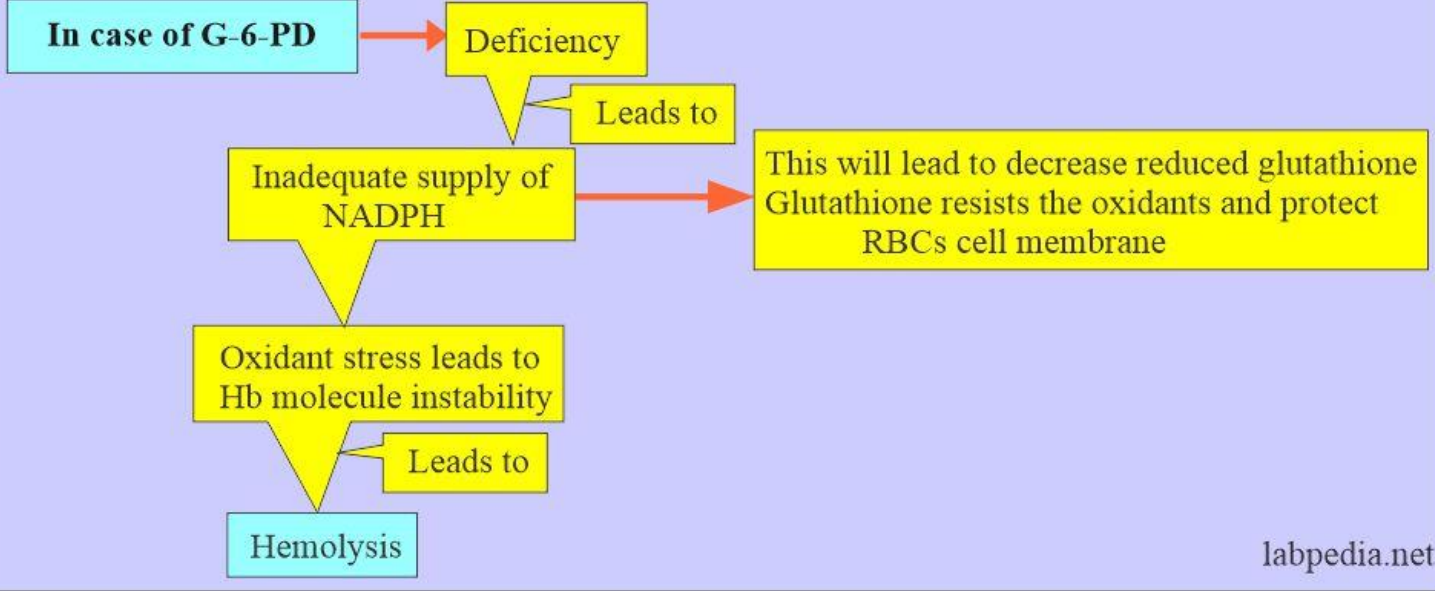 In case of G-6-PD
Deficiency
Leads to
Inadequate supply of
NADPH
This will lead to decrease reduced glutathione
Glutathione resists the oxidants and protect
RBCs cell membrane
Oxidant stress leads to
Hb molecule instability
Leads to
Hemolysis
labpedia.net